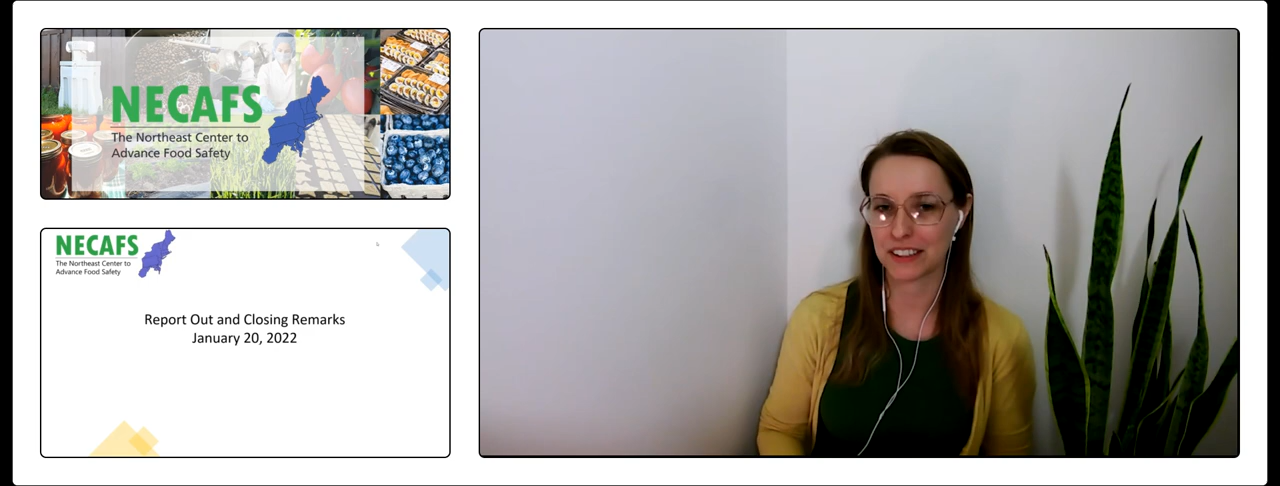 NECAFS
The Northeast Center to
Advance Food Safety
NECAFS
The Northeast Center to
Advance Food Safety
Report Out and Closing Remarks
January 20, 2022